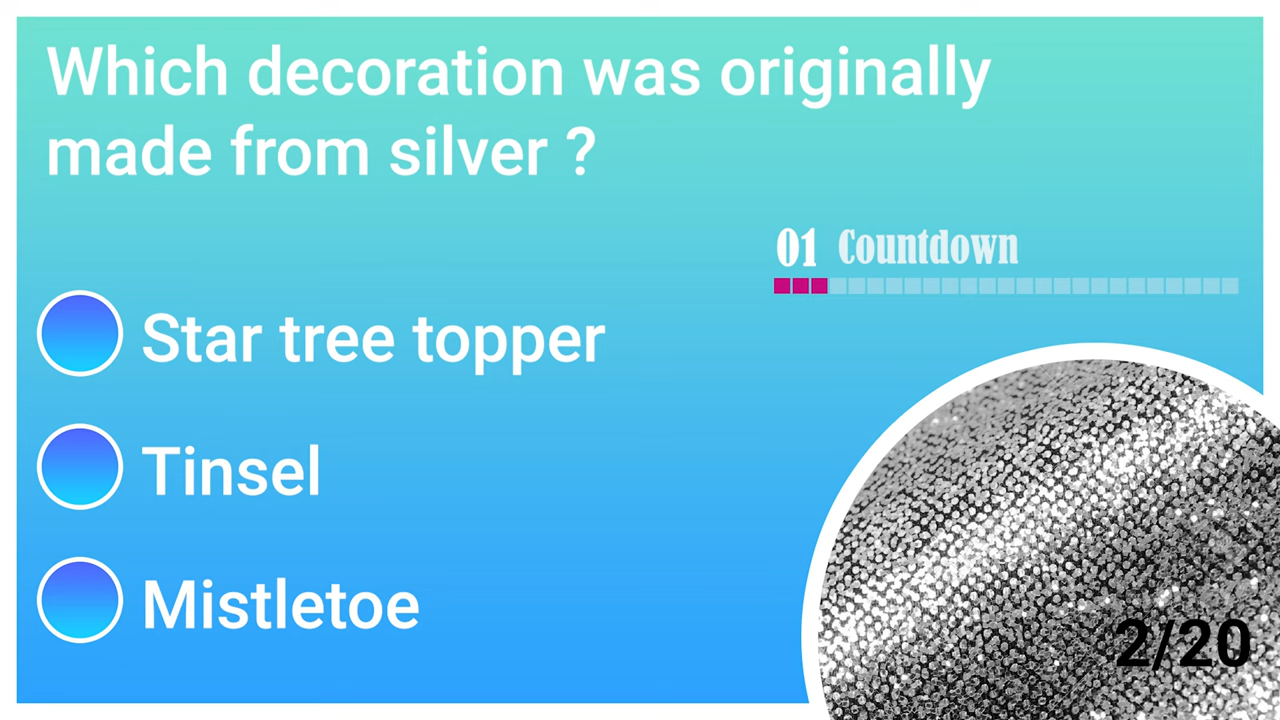 Which decoration was originally
made from silver ?
01 Countdown
Star tree topper
Tinsel
Mistletoe
2/20